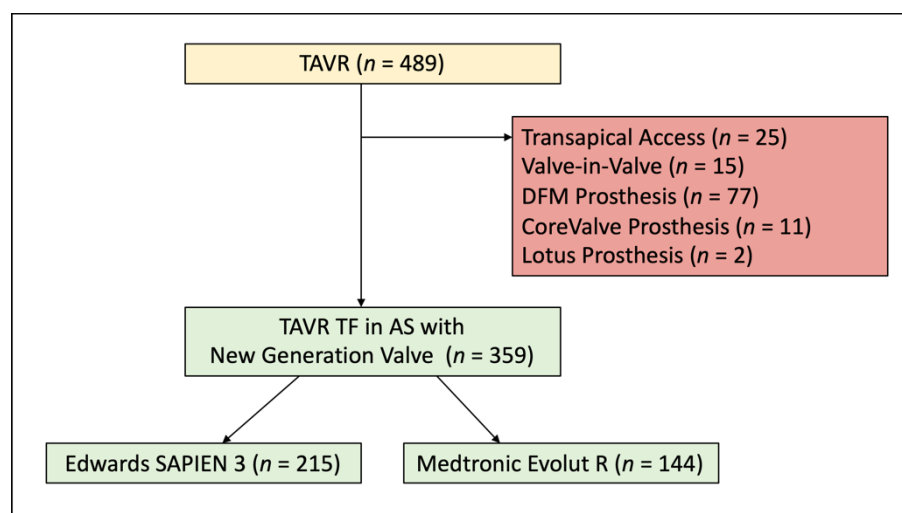 TAVR (n = 489)
Transapical Access (n = 25)
Valve-in-Valve (n = 15)
DFM Prosthesis (n = 77)
CoreValve Prosthesis (n = 11)
Lotus Prosthesis (n = 2)
TAVR TF in AS with
New Generation Valve (n = 359)
Edwards SAPIEN 3 (n = 215)
Medtronic Evolut R (n = 144)